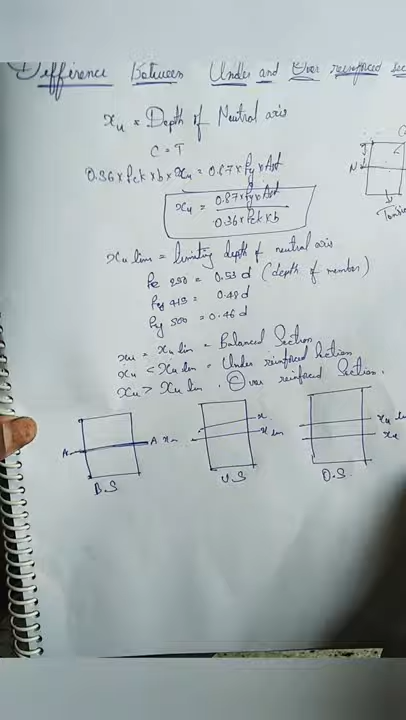 Difference Between Under and Over reinforced sec
xu = Depth of Neutral axis
C = T
0.36 x fck x b x xu = 0.87 x fy x Ast
xu = 0.87 x fy x Ast
0.36 x fck x b
N
C
xu lim = limiting depth of neutral axis
fe 250 = 0.53 d (depth of member)
fy 415 = 0.48 d
fy 500 = 0.46 d
xu = xu lim = Balanced Section
xu < xu lim = Under reinforced Section
xu > xu lim . Over reinforced Section.
A A
B.S
x
x lim
U.S
xu
O.S